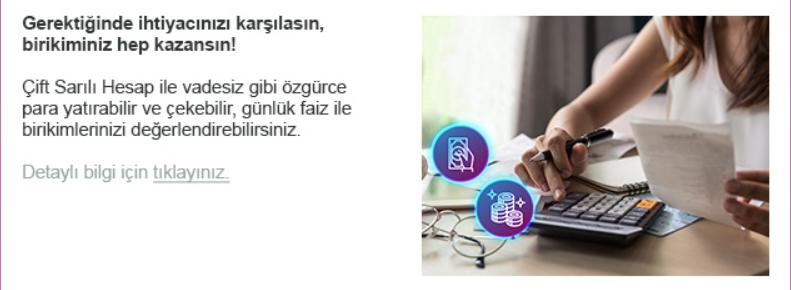 Gerektiğinde ihtiyacınızı karşılasın,
birikiminiz hep kazansın!
Çift Sarılı Hesap ile vadesiz gibi özgürce
para yatırabilir ve çekebilir, günlük faiz ile
birikimlerinizi değerlendirebilirsiniz.
Detaylı bilgi için tıklayınız.